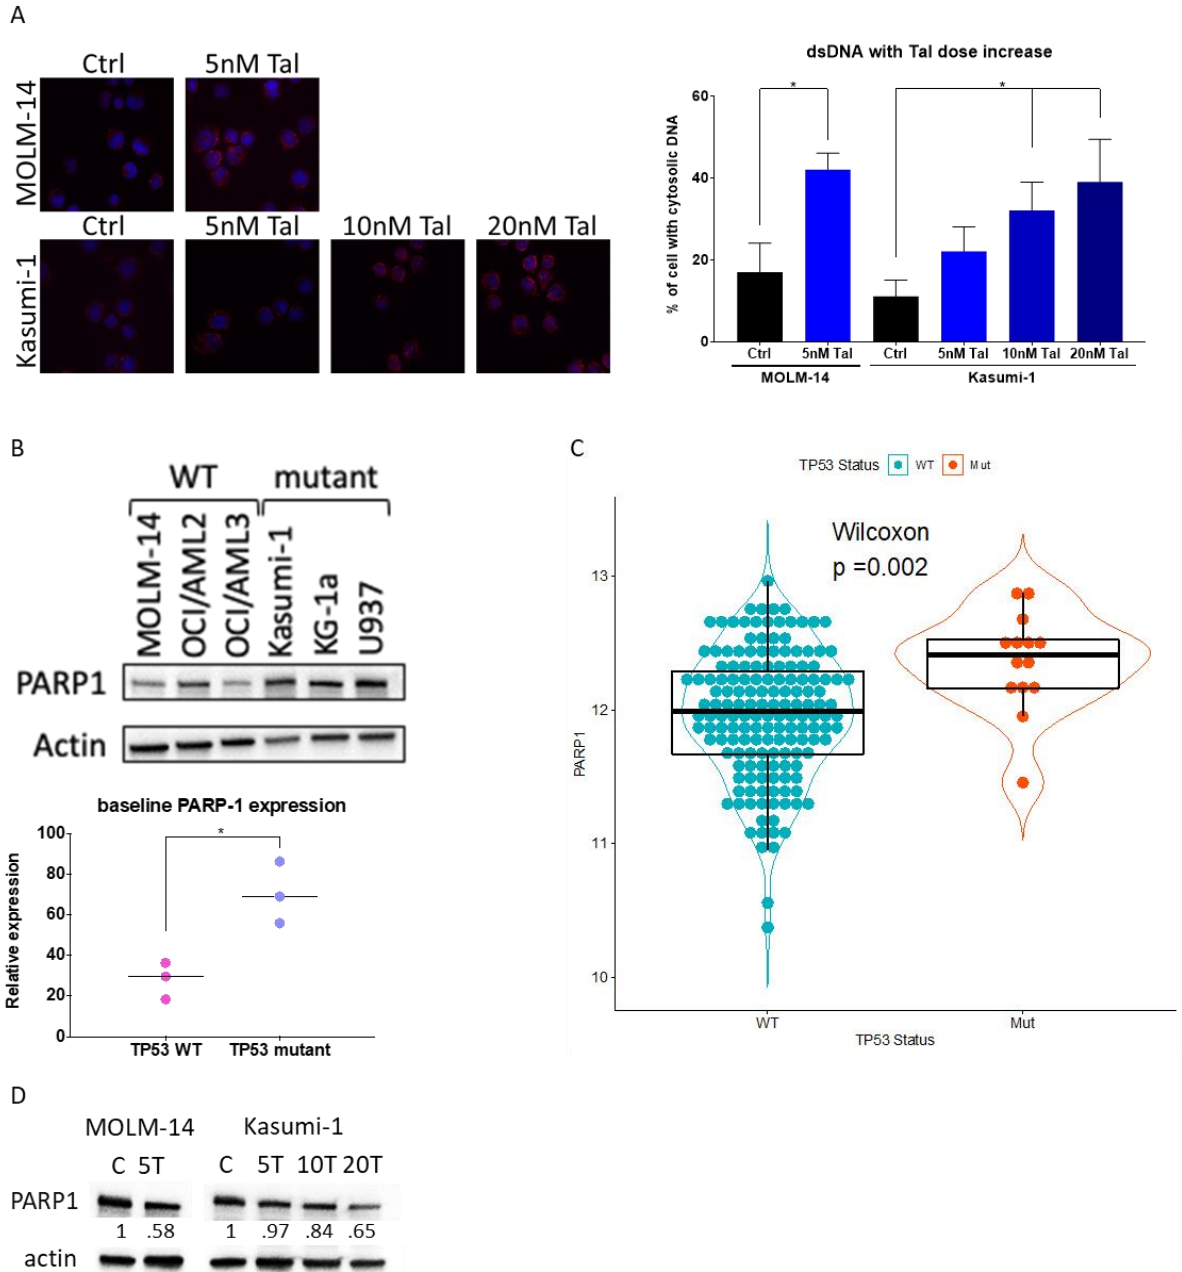 A
Ctrl 5nM Tal
MOLM-14
Ctrl 5nM Tal 10nM Tal 20nM Tal
Kasumi-1
dsDNA with Tal dose increase
% of cell with cytosolic DNA
60
40
20
0
* *
Ctrl 5nM Tal Ctrl 5nM Tal 10nM Tal 20nM Tal
MOLM-14 Kasumi-1
B
WT mutant
MOLM-14 OCI/AML2 OCI/AML3 Kasumi-1 KG-1a U937
PARP1
Actin
baseline PARP-1 expression
Relative expression
100
80
60
40
20
0
*
TP53 WT TP53 mutant
C
TP53 Status WT Mut
Wilcoxon
p =0.002
PARP1
13
12
11
10
WT Mut
TP53 Status
D
MOLM-14 Kasumi-1
C 5T C 5T 10T 20T
PARP1
1 .58 1 .97 .84 .65
actin